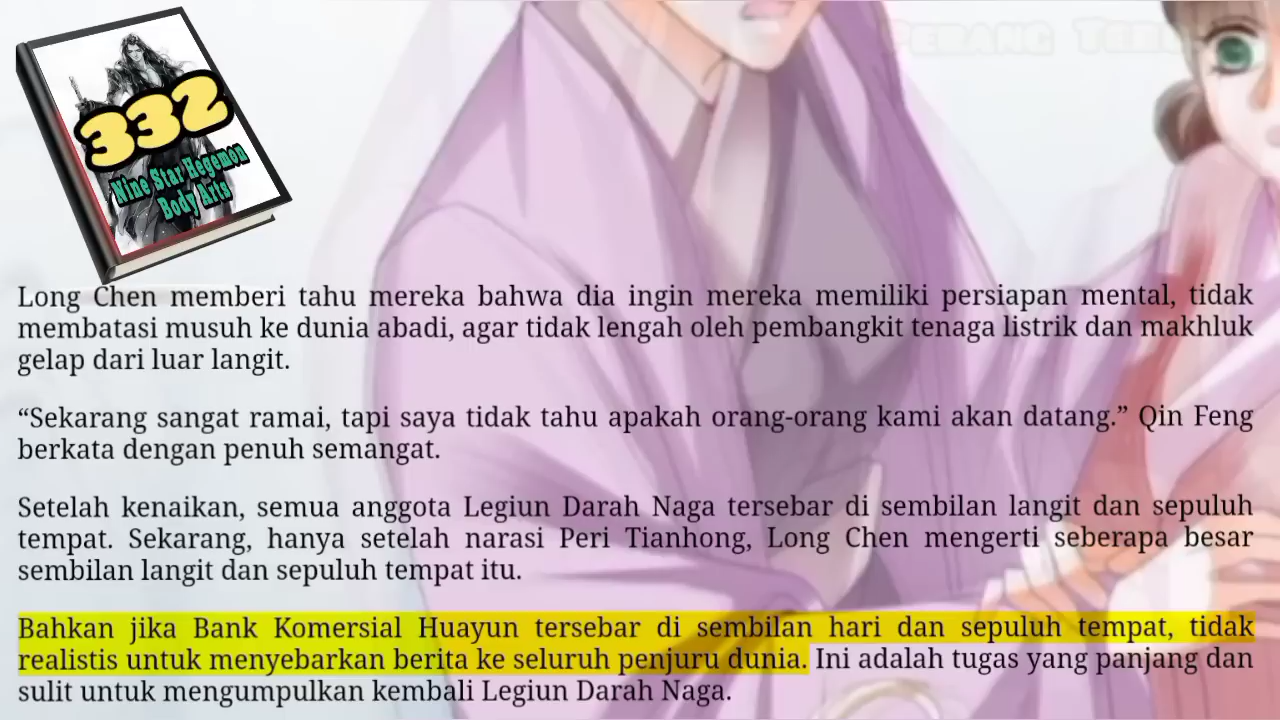 332
Nine Star Hegemon
Body Arts
Long Chen memberi tahu mereka bahwa dia ingin mereka memiliki persiapan mental, tidak
membatasi musuh ke dunia abadi, agar tidak lengah oleh pembangkit tenaga listrik dan makhluk
gelap dari luar langit.
“Sekarang sangat ramai, tapi saya tidak tahu apakah orang-orang kami akan datang.” Qin Feng
berkata dengan penuh semangat.
Setelah kenaikan, semua anggota Legiun Darah Naga tersebar di sembilan langit dan sepuluh
tempat. Sekarang, hanya setelah narasi Peri Tianhong, Long Chen mengerti seberapa besar
sembilan langit dan sepuluh tempat itu.
Bahkan jika Bank Komersial Huayun tersebar di sembilan hari dan sepuluh tempat, tidak
realistis untuk menyebarkan berita ke seluruh penjuru dunia. Ini adalah tugas yang panjang dan
sulit untuk mengumpulkan kembali Legiun Darah Naga.